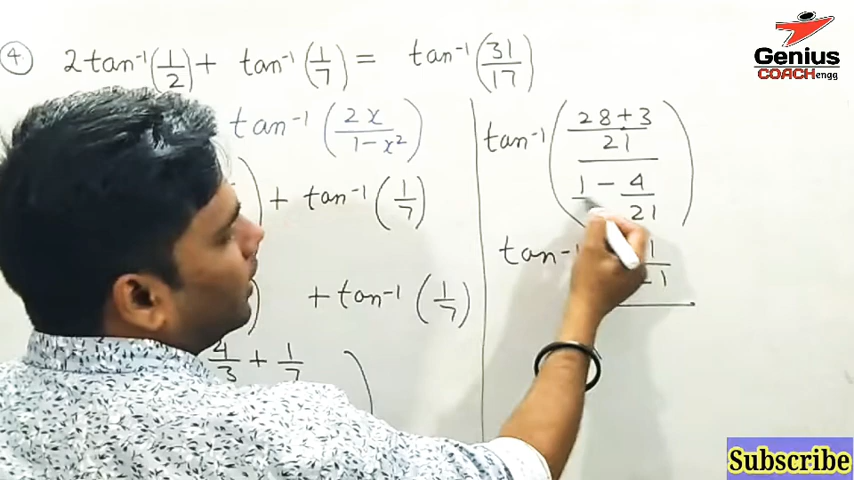 4. 2tan⁻¹(1/2) + tan⁻¹(1/7) = tan⁻¹(31/17)
tan⁻¹(2x/1-x²)
+ tan⁻¹(1/7)
+ tan⁻¹(1/7)
4/3 + 1/7
tan⁻¹(28+3/21 / 1/ - 4/21)
tan⁻¹
Genius
COACH engg
Subscribe